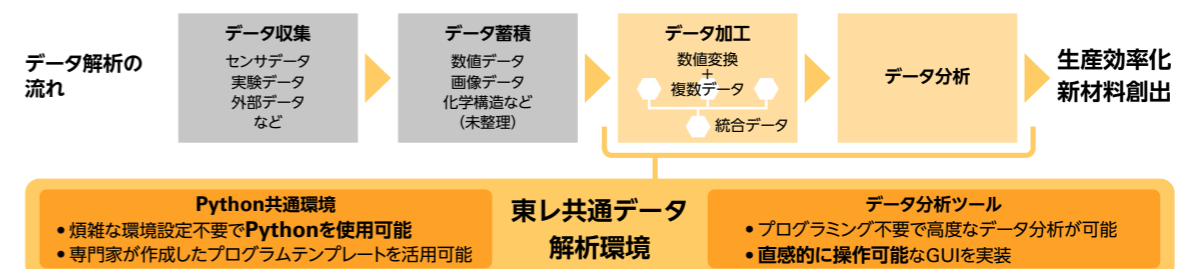 データ解析の
流れ
データ収集
センサデータ
実験データ
外部データ
など
データ蓄積
数値データ
画像データ
化学構造など
（未整理）
データ加工
数値変換
+
複数データ
統合データ
データ分析
生産効率化
新材料創出
Python共通環境
• 煩雑な環境設定不要でPythonを使用可能
• 専門家が作成したプログラムテンプレートを活用可能
東レ共通データ
解析環境
データ分析ツール
• プログラミング不要で高度なデータ分析が可能
• 直感的に操作可能なGUIを実装